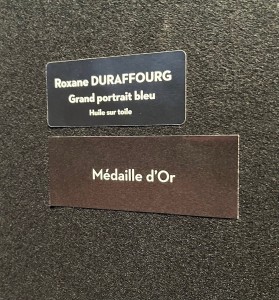 Roxane DURAFFOURG
Grand portrait bleu
Huile sur toile
Médaille d'Or